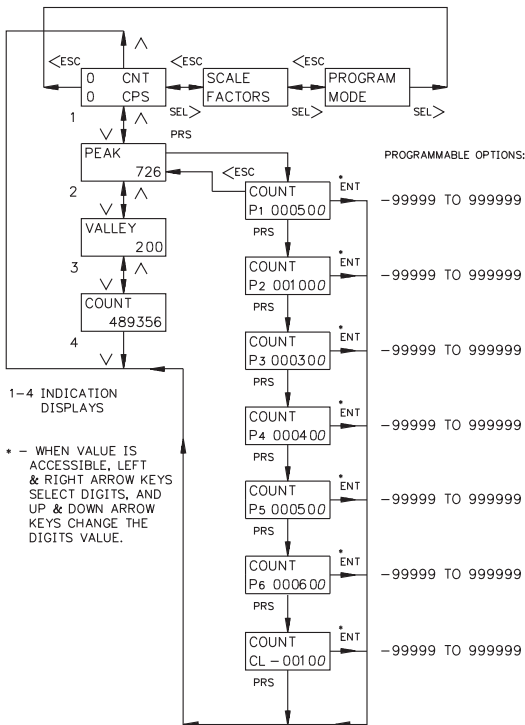 <ESC <ESC <ESC
0 CNT
0 CPS
SCALE
FACTORS
PROGRAM
MODE
SEL> SEL> SEL>
1
PRS
PEAK
726
<ESC
2
VALLEY
200
3
COUNT
489356
4
1-4 INDICATION
DISPLAYS
* - WHEN VALUE IS
ACCESSIBLE, LEFT
& RIGHT ARROW KEYS
SELECT DIGITS, AND
UP & DOWN ARROW
KEYS CHANGE THE
DIGITS VALUE.
PROGRAMMABLE OPTIONS:
COUNT
P1 000500
*ENT
-99999 TO 999999
PRS
COUNT
P2 001000
*ENT
-99999 TO 999999
PRS
COUNT
P3 000300
*ENT
-99999 TO 999999
PRS
COUNT
P4 000400
*ENT
-99999 TO 999999
PRS
COUNT
P5 000500
*ENT
-99999 TO 999999
PRS
COUNT
P6 000600
*ENT
-99999 TO 999999
PRS
COUNT
CL -00100
*ENT
-99999 TO 999999
PRS